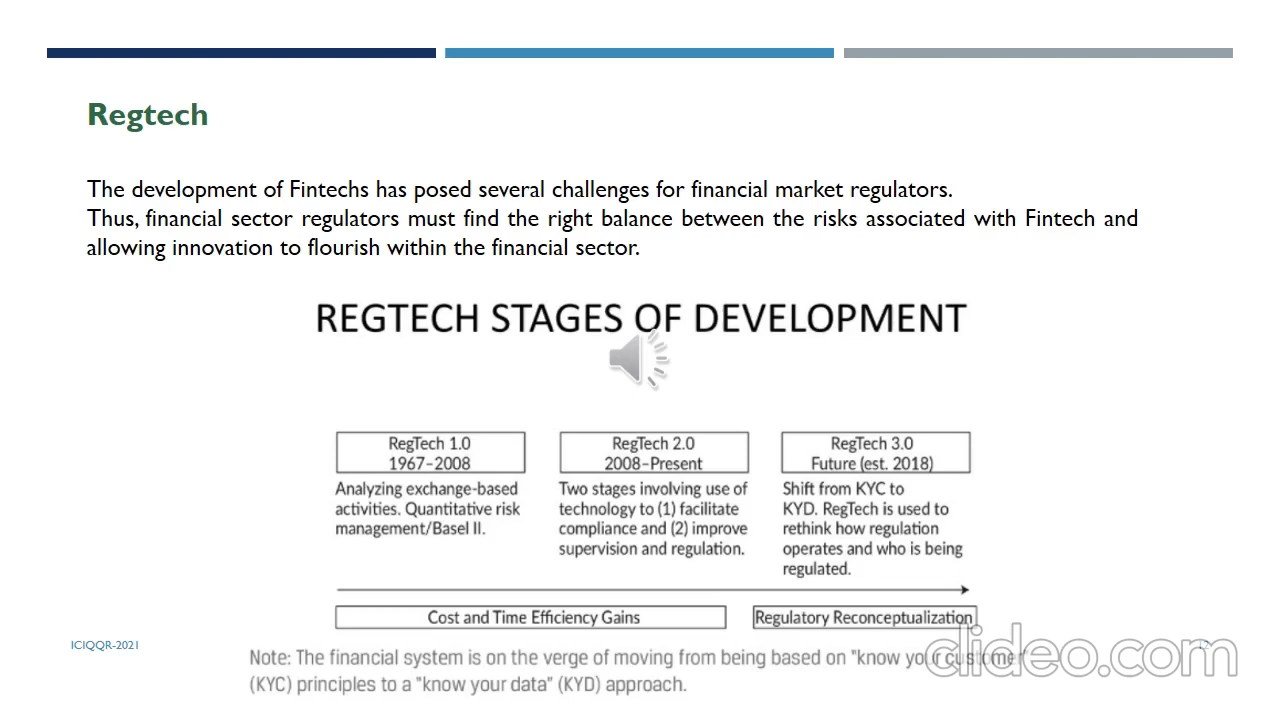 Regtech
The development of Fintechs has posed several challenges for financial market regulators.
Thus, financial sector regulators must find the right balance between the risks associated with Fintech and
allowing innovation to flourish within the financial sector.
REGTECH STAGES OF DEVELOPMENT
RegTech 1.0
1967–2008
Analyzing exchange-based
activities. Quantitative risk
management/Basel II.
RegTech 2.0
2008–Present
Two stages involving use of
technology to (1) facilitate
compliance and (2) improve
supervision and regulation.
RegTech 3.0
Future (est. 2018)
Shift from KYC to
KYD. RegTech is used to
rethink how regulation
operates and who is being
regulated.
Cost and Time Efficiency Gains
Regulatory Reconceptualization
ICIQQR-2021
12
Note: The financial system is on the verge of moving from being based on "know your customer"
(KYC) principles to a "know your data" (KYD) approach.
clideo.com